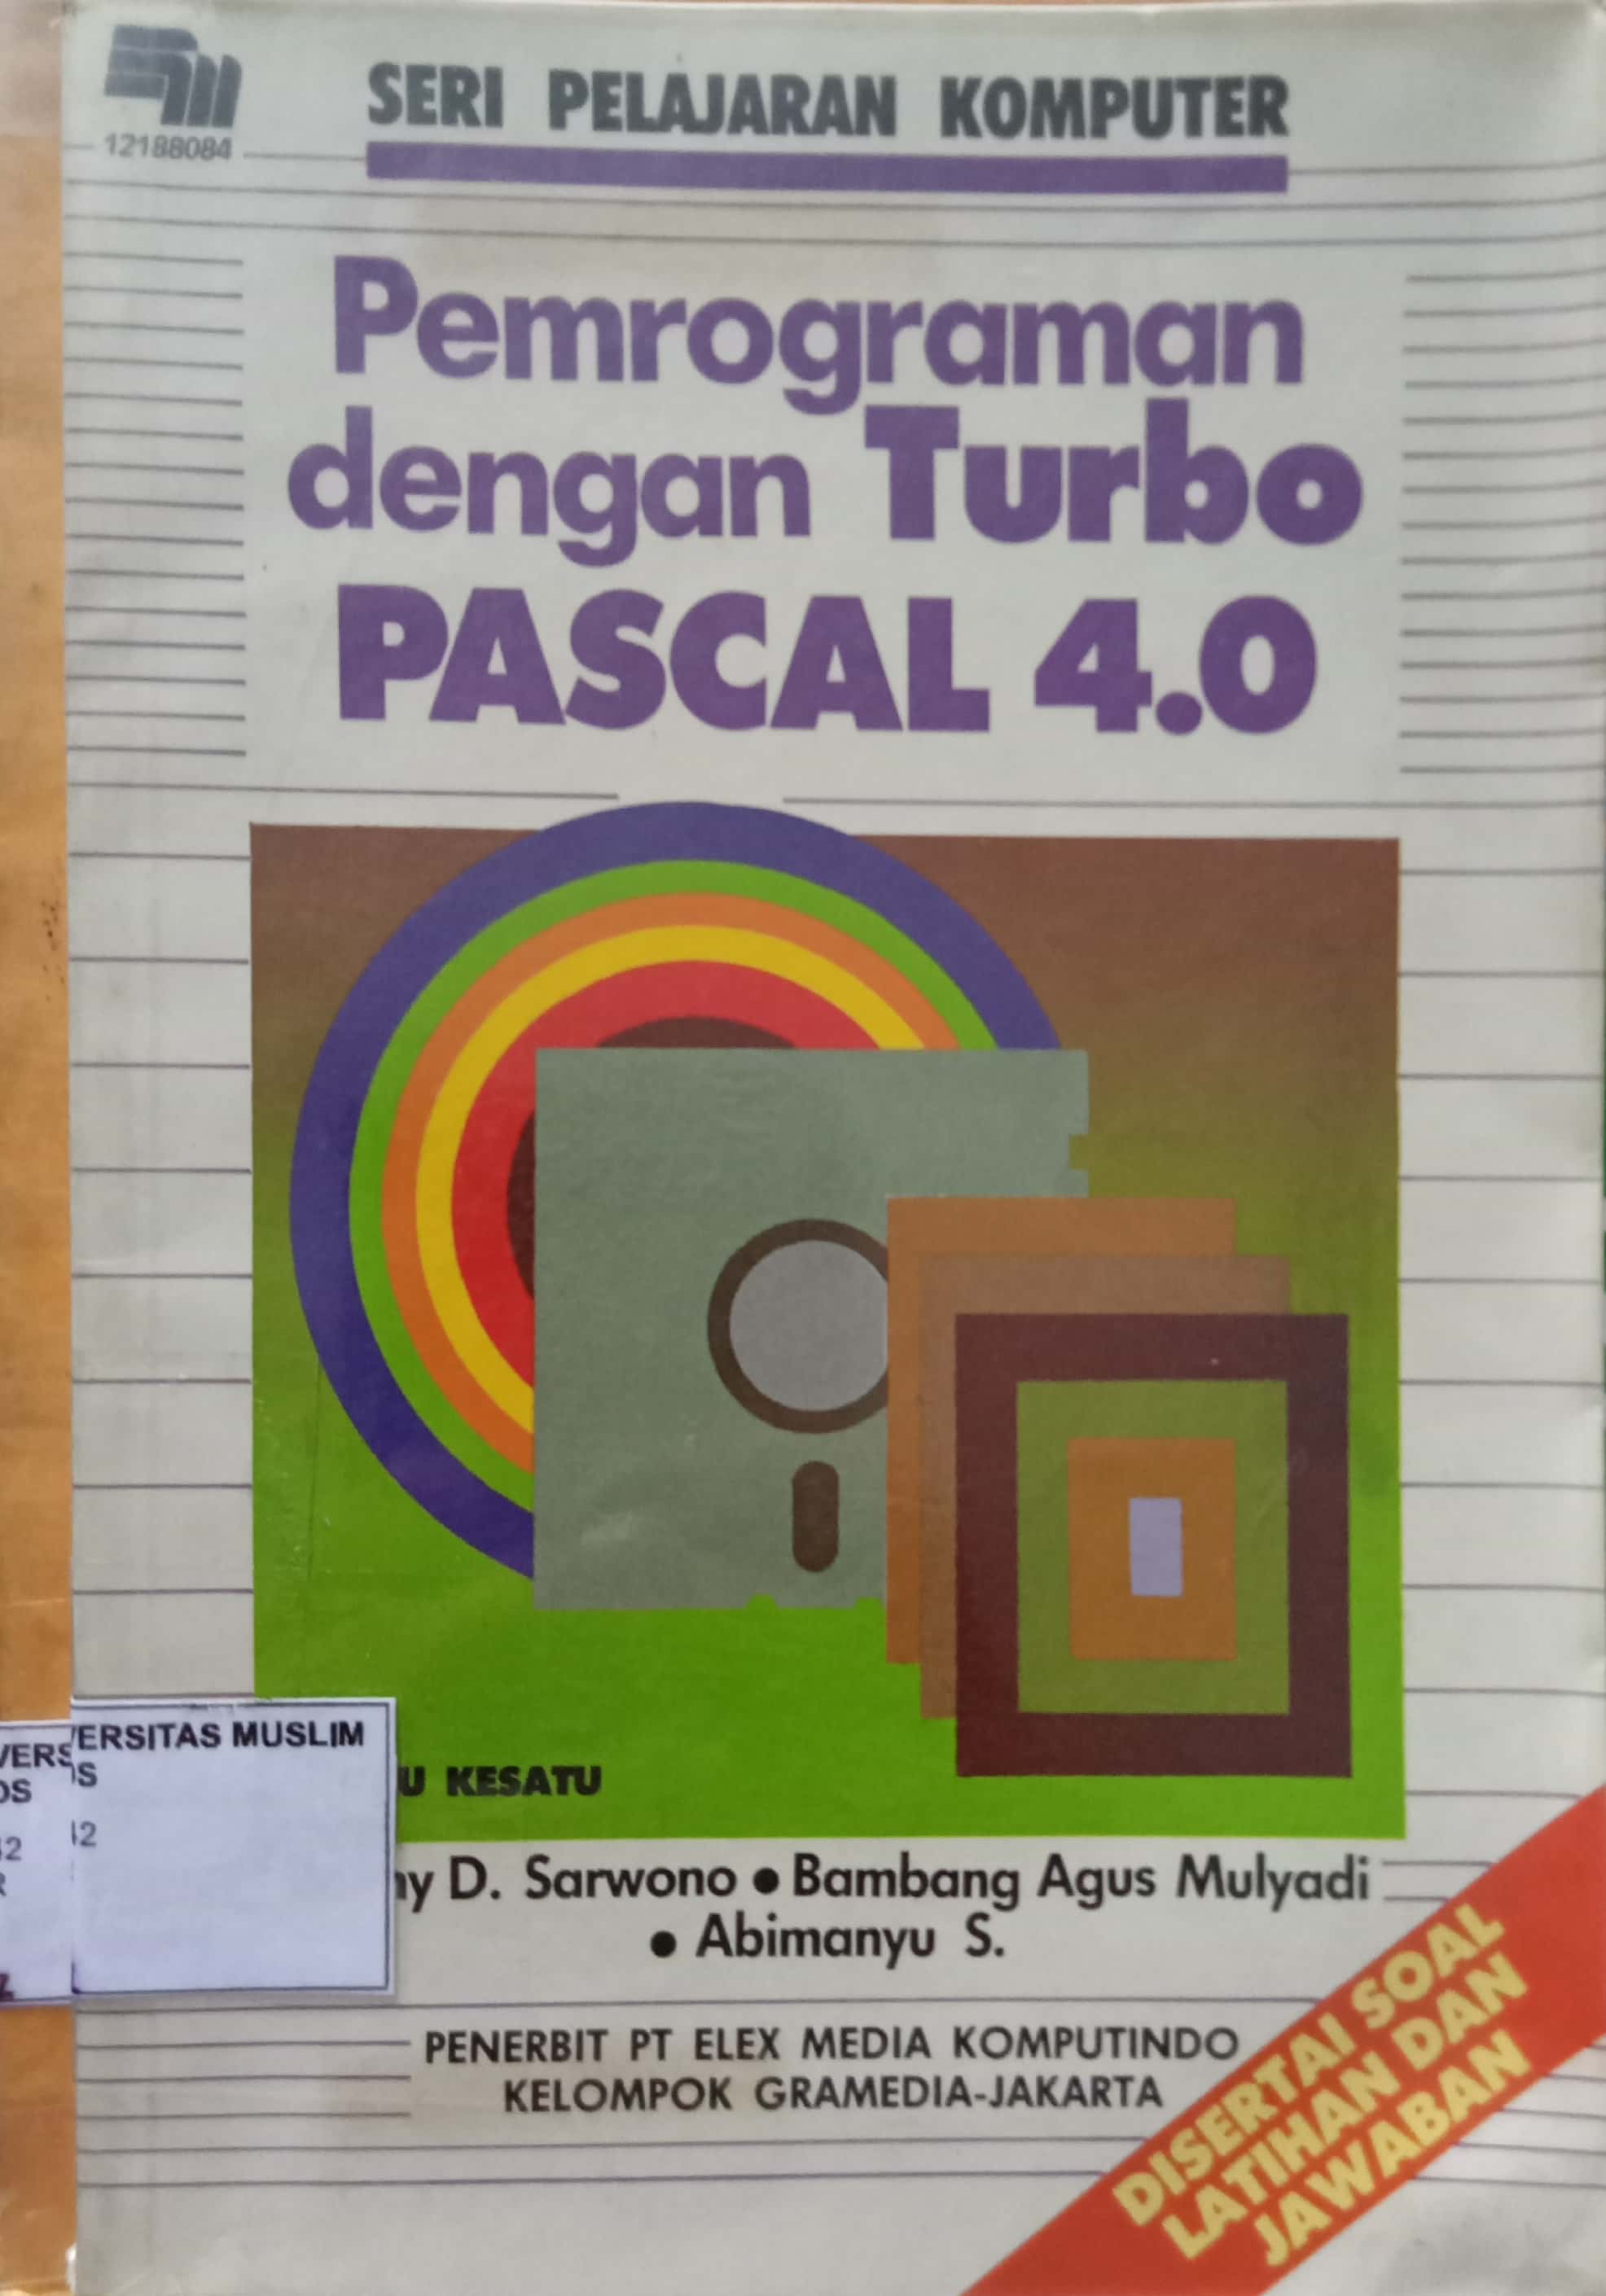 12188084
SERI PELAJARAN KOMPUTER
Pemrograman
dengan Turbo
PASCAL 4.0
VERSITAS MUSLIM
KESATU
D. Sarwono ● Bambang Agus Mulyadi
● Abimanyu S.
PENERBIT PT ELEX MEDIA KOMPUTINDO
KELOMPOK GRAMEDIA-JAKARTA
DISERTAI SOAL
LATIHAN DAN
JAWABAN